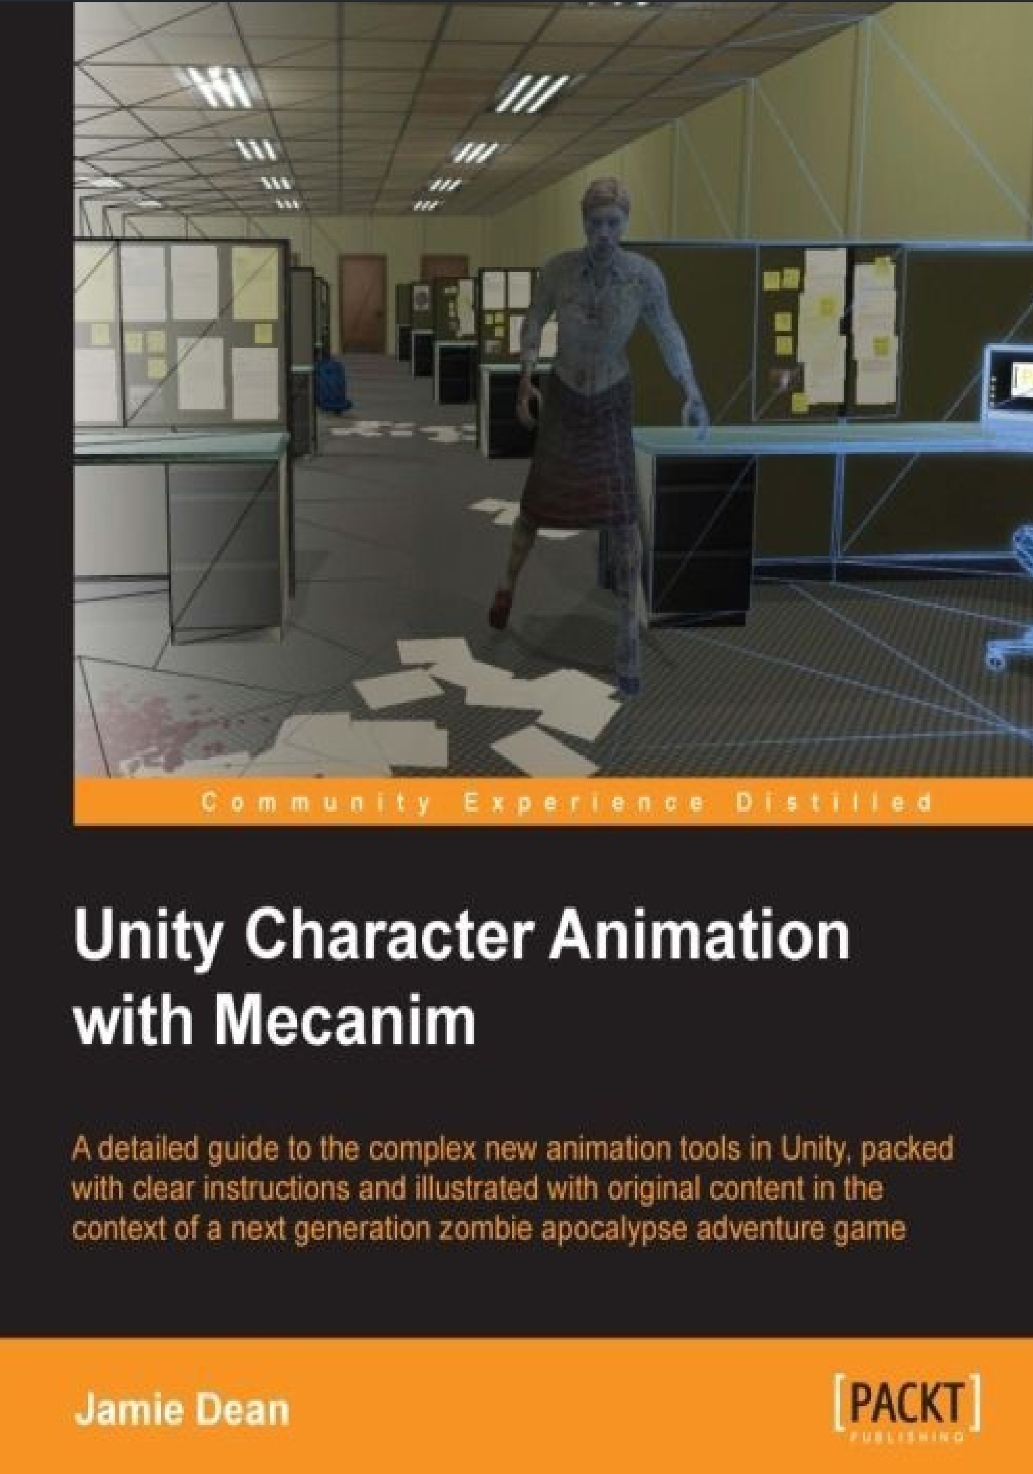 Community Experience Distilled
Unity Character Animation
with Mecanim
A detailed guide to the complex new animation tools in Unity, packed
with clear instructions and illustrated with original content in the
context of a next generation zombie apocalypse adventure game
Jamie Dean
[PACKT]
PUBLISHING